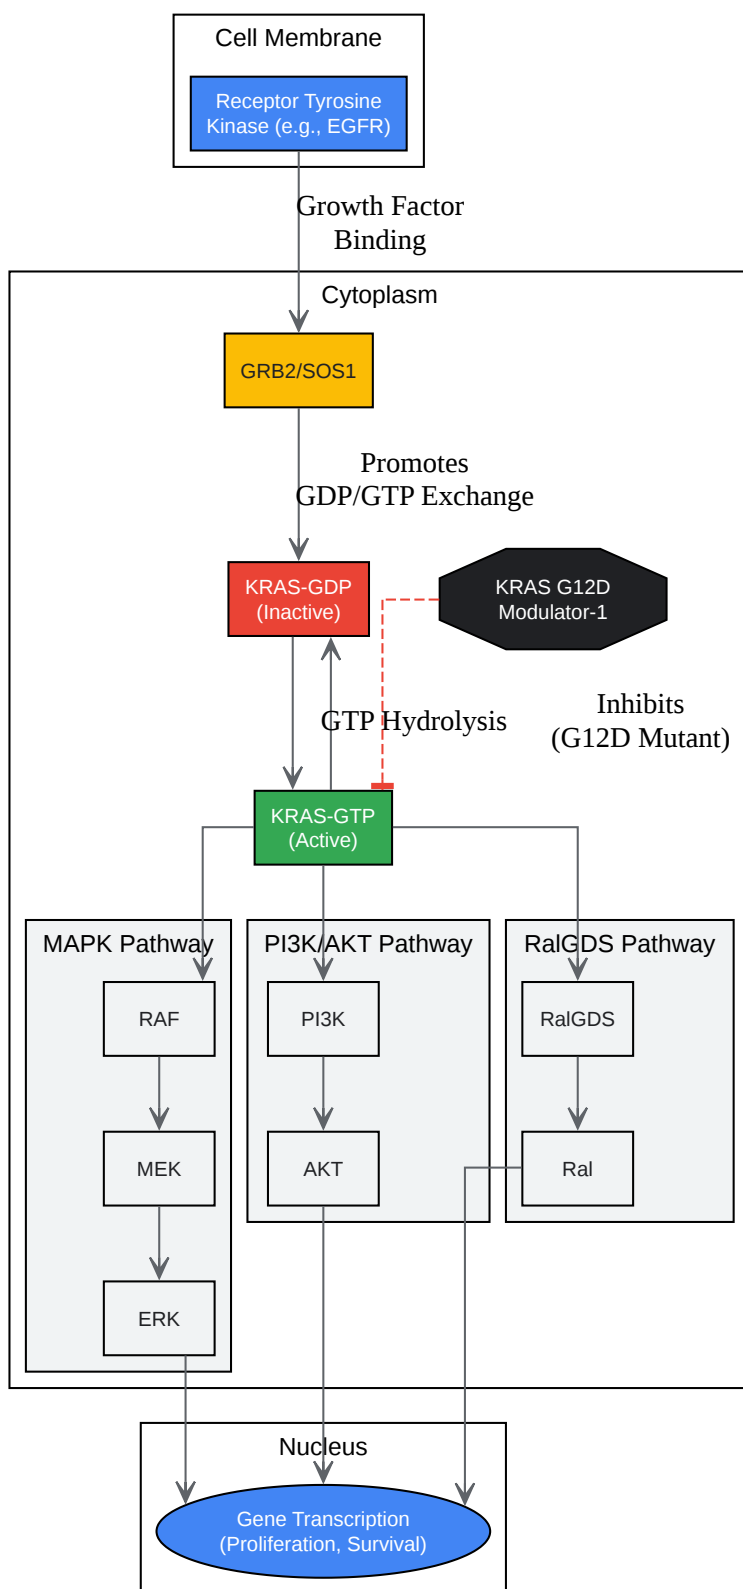 Cell Membrane
Receptor Tyrosine
Kinase (e.g., EGFR)
Growth Factor
Binding
Cytoplasm
GRB2/SOS1
Promotes
GDP/GTP Exchange
KRAS-GDP
(Inactive)
KRAS G12D
Modulator-1
GTP Hydrolysis
Inhibits
(G12D Mutant)
KRAS-GTP
(Active)
MAPK Pathway
PI3K/AKT Pathway
RalGDS Pathway
RAF
PI3K
RalGDS
MEK
AKT
Ral
ERK
Nucleus
Gene Transcription
(Proliferation, Survival)